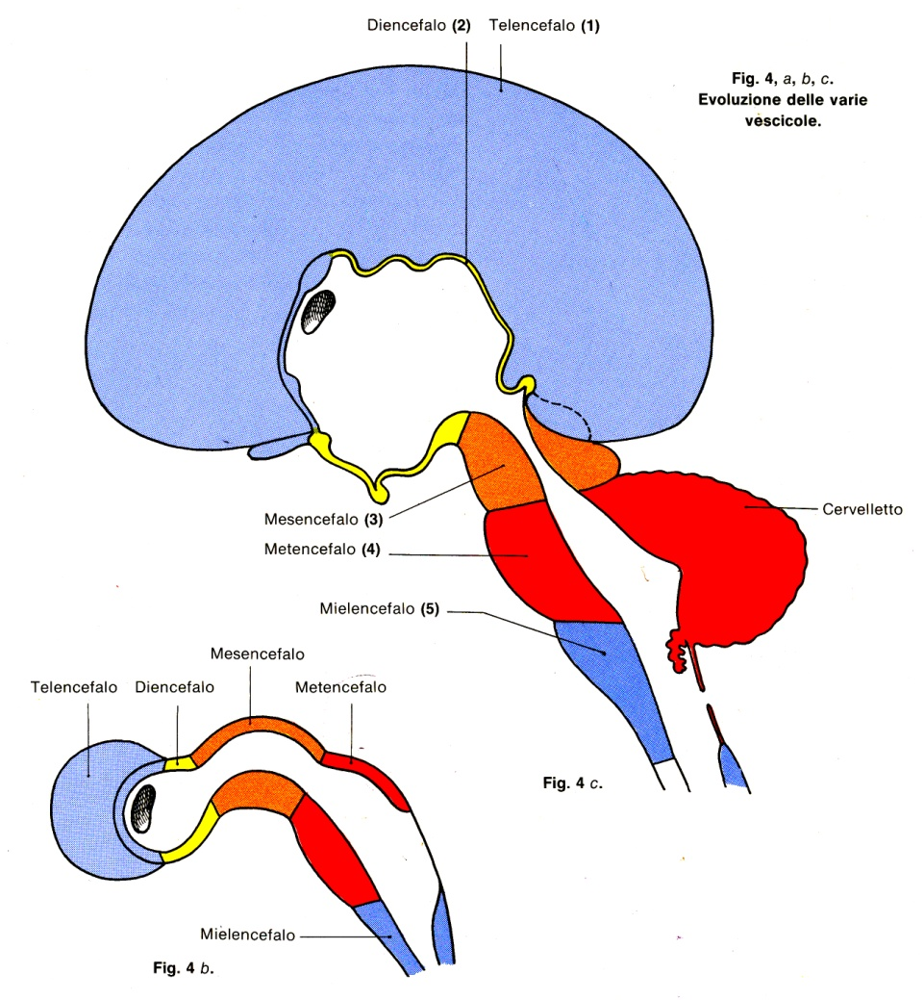 Diencefalo (2) Telencefalo (1)
Fig. 4, a, b, c.
Evoluzione delle varie
vescicole.
Cervelletto
Mesencefalo (3)
Metencefalo (4)
Mielencefalo (5)
Fig. 4 c.
Mesencefalo
Telencefalo Diencefalo Metencefalo
Mielencefalo
Fig. 4 b.